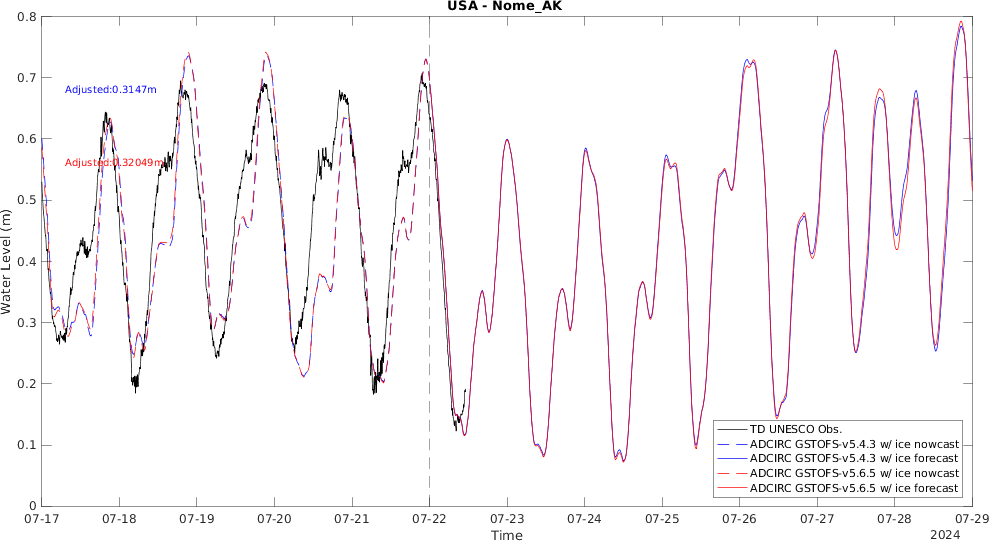 USA - Nome_AK
0.8
0.7
0.6
0.5
0.4
0.3
0.2
0.1
0
Water Level (m)
Adjusted:0.3147m
Adjusted:0.32049m
TD UNESCO Obs.
ADCIRC GSTOFS-v5.4.3 w/ ice nowcast
ADCIRC GSTOFS-v5.4.3 w/ ice forecast
ADCIRC GSTOFS-v5.6.5 w/ ice nowcast
ADCIRC GSTOFS-v5.6.5 w/ ice forecast
07-17 07-18 07-19 07-20 07-21 07-22 07-23 07-24 07-25 07-26 07-27 07-28 07-29
Time
2024